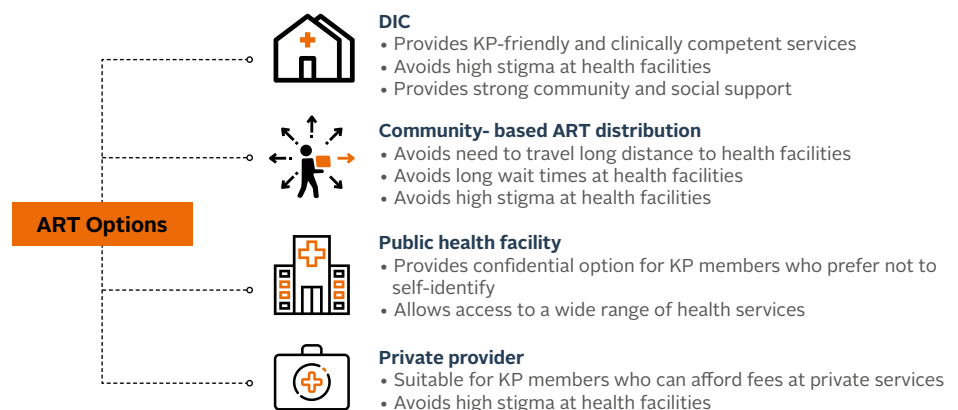 DIC
• Provides KP-friendly and clinically competent services
• Avoids high stigma at health facilities
• Provides strong community and social support
Community- based ART distribution
• Avoids need to travel long distance to health facilities
• Avoids long wait times at health facilities
• Avoids high stigma at health facilities
ART Options
Public health facility
• Provides confidential option for KP members who prefer not to
self-identify
• Allows access to a wide range of health services
Private provider
• Suitable for KP members who can afford fees at private services
• Avoids high stigma at health facilities